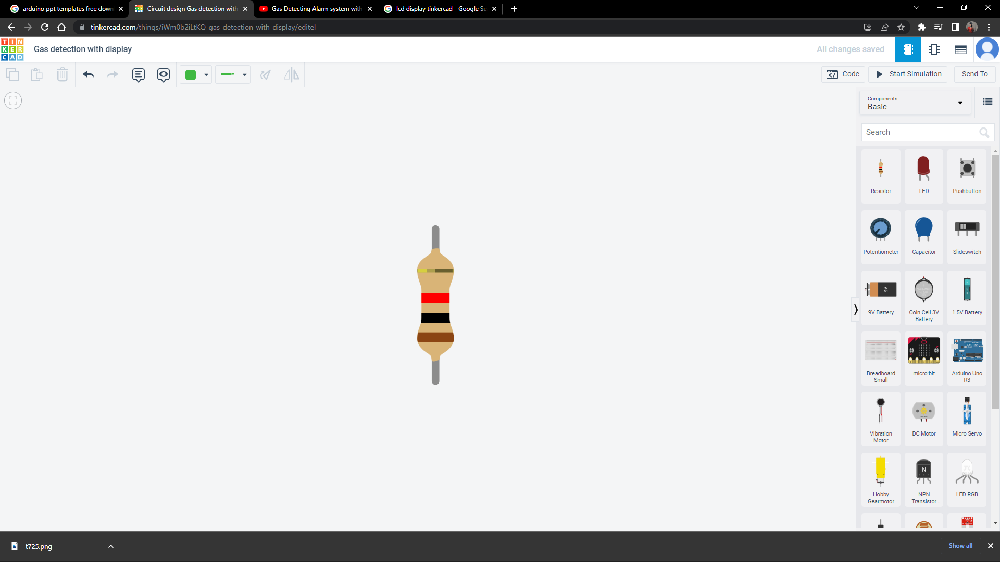 arduino ppt templates free down
Circuit design Gas detection with
Gas Detecting Alarm system with
lcd display tinkercad - Google Se
tinkercad.com/things/iWm0b2iLtKQ-gas-detection-with-display/editel
TIN
KER
CAD
Gas detection with display
All changes saved
Code
Start Simulation
Send To
Components
Basic
Search
Resistor
LED
Pushbutton
Potentiometer
Capacitor
Slideswitch
9V
9V Battery
Coin Cell 3V
Battery
1.5V Battery
Breadboard
Small
micro:bit
Arduino Uno
R3
Vibration
Motor
DC Motor
Micro Servo
N
Hobby
Gearmotor
NPN
Transistor...
LED RGB
t725.png
Show all